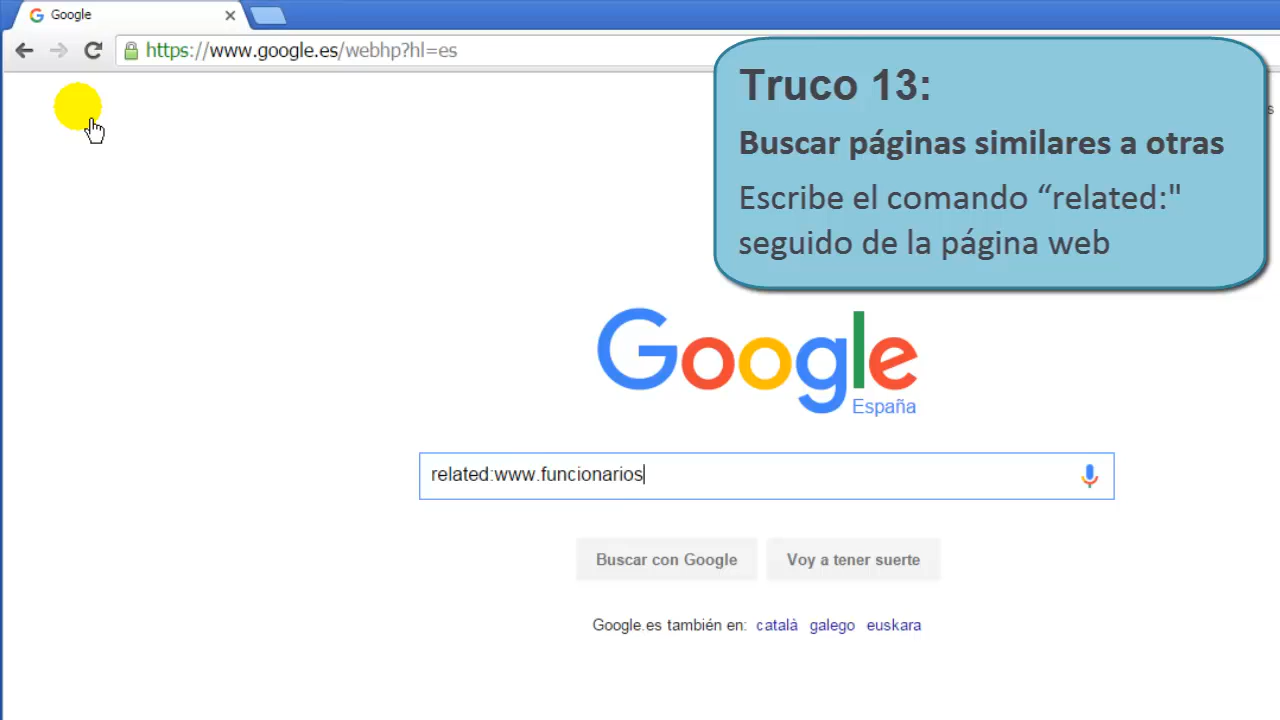 Google
https://www.google.es/webhp?hl=es
Truco 13:
Buscar páginas similares a otras
Escribe el comando “related:"
seguido de la página web
Google
España
related:www.funcionarios
Buscar con Google
Voy a tener suerte
Google.es también en: català galego euskara